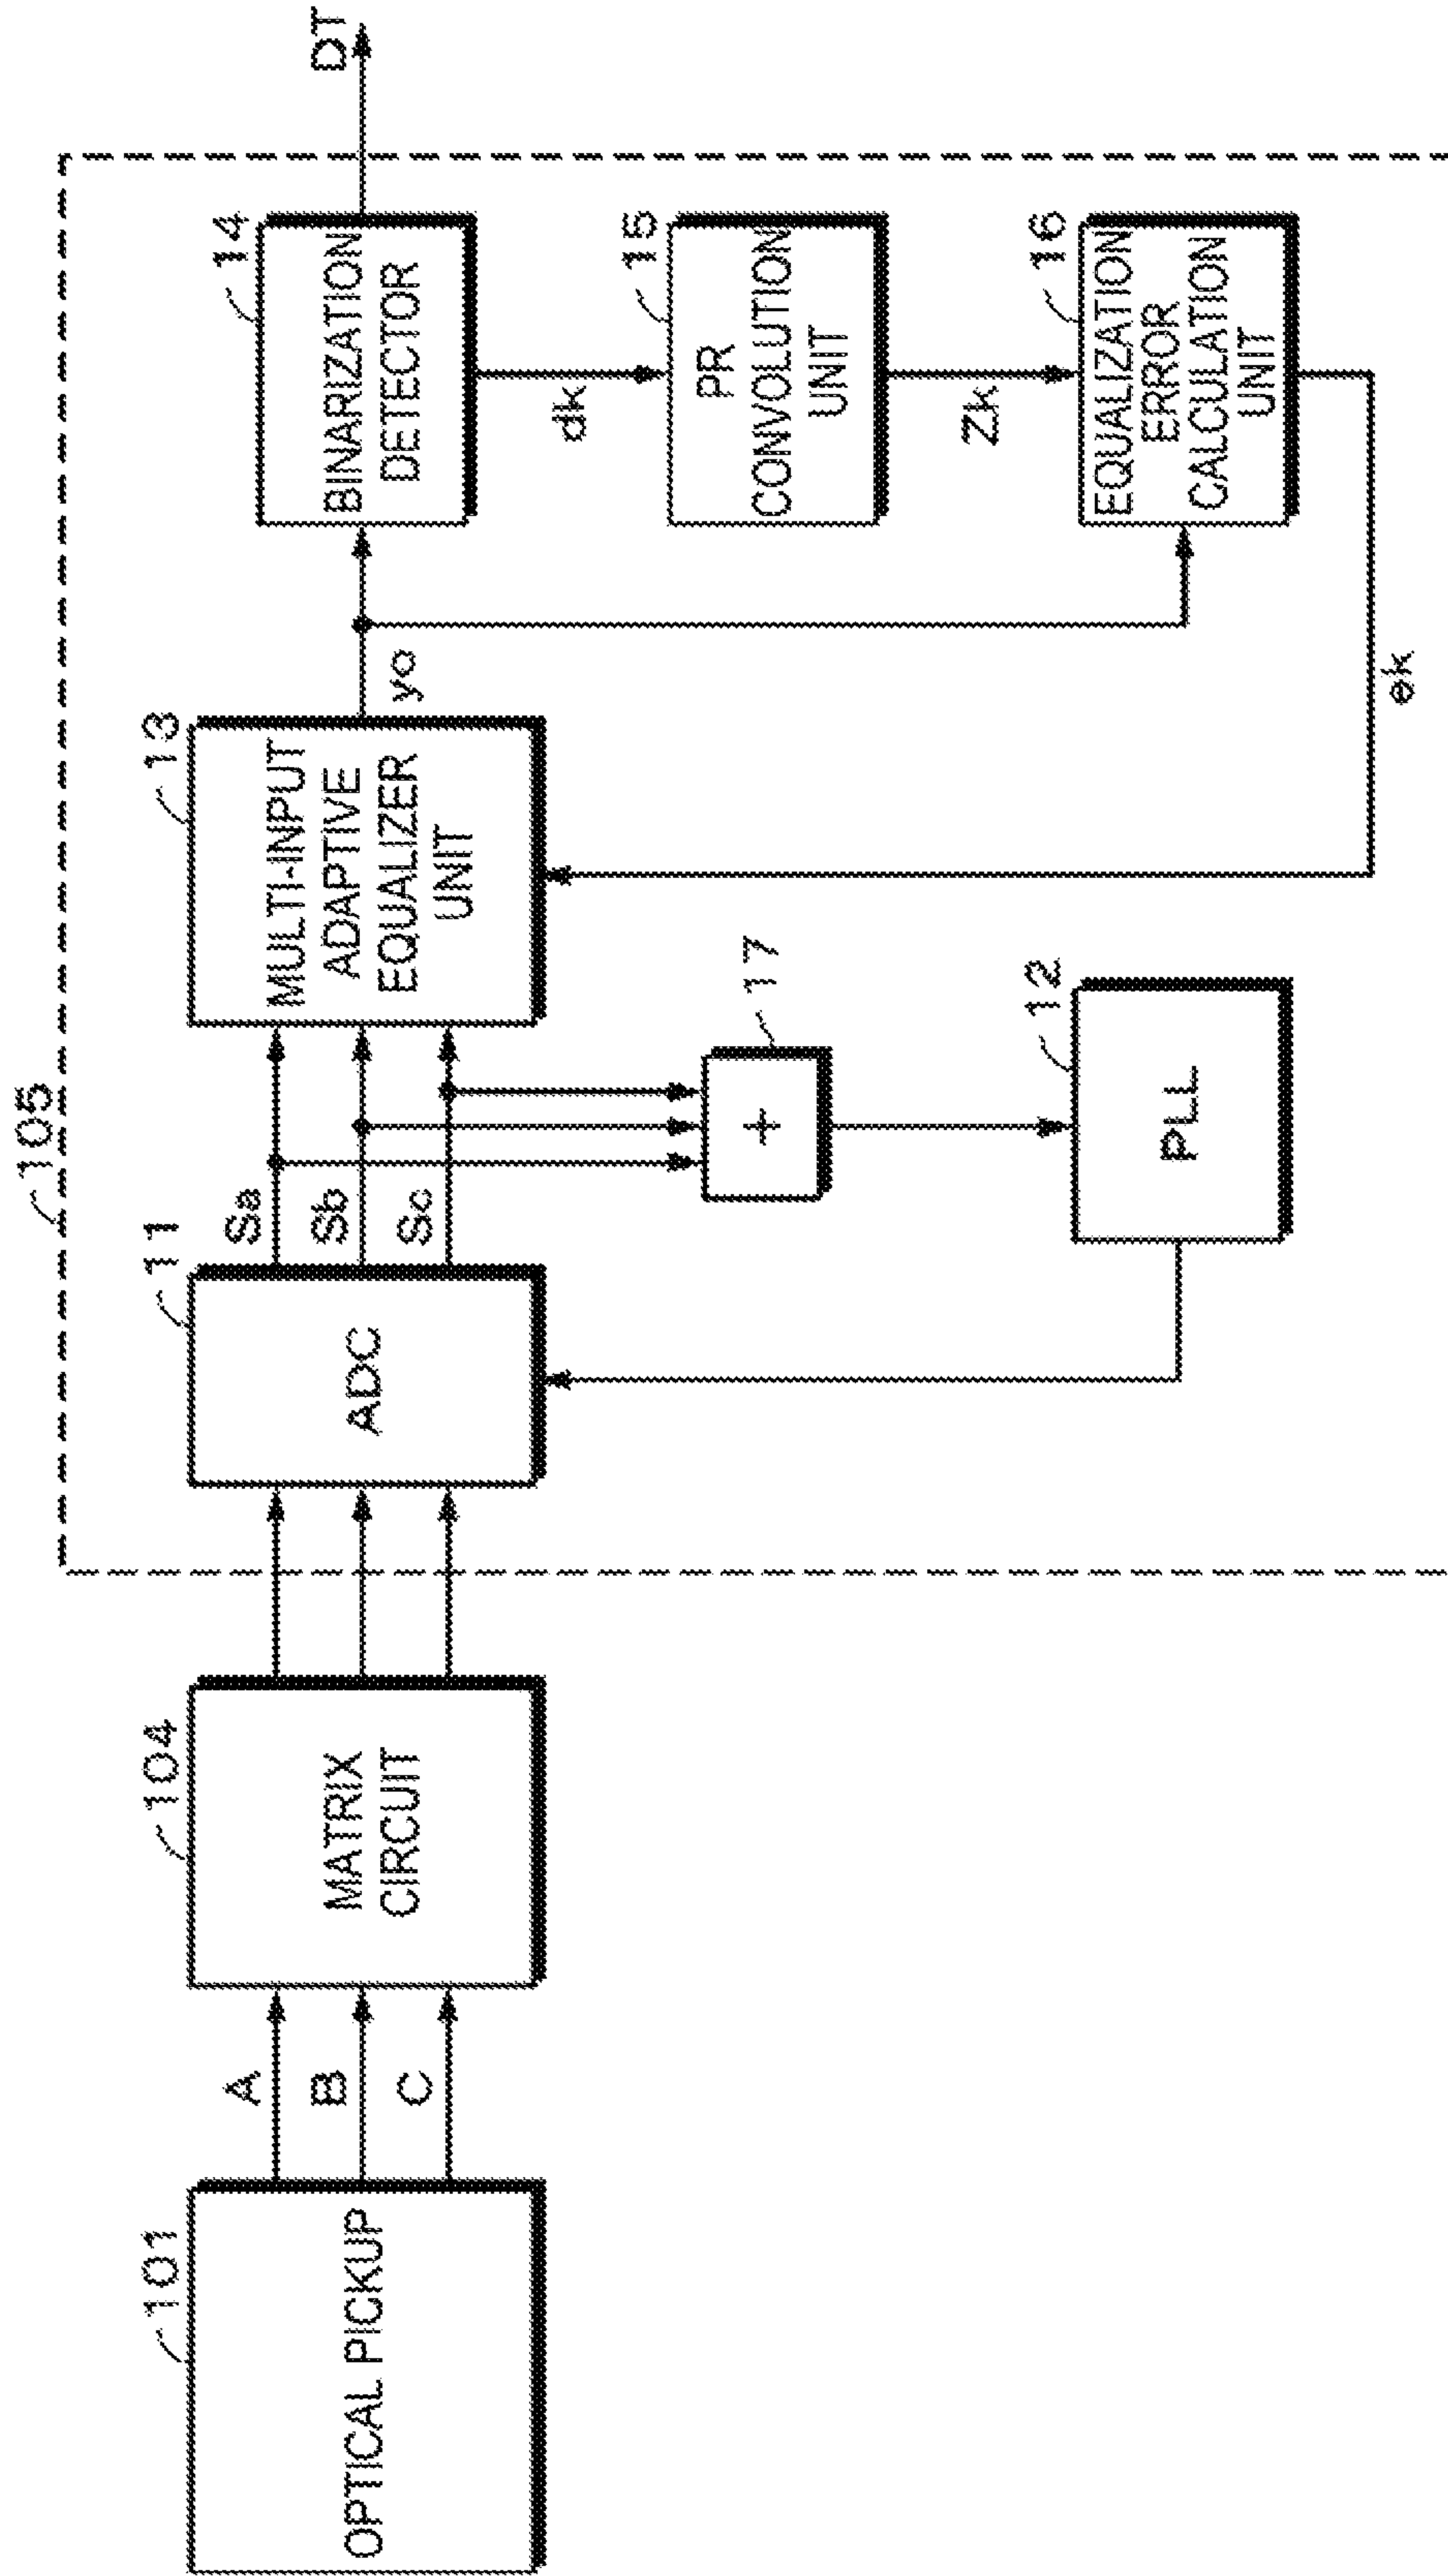 105
101
OPTICAL PICKUP
A
B
C
104
MATRIX
CIRCUIT
11
ADC
Sa
Sb
Sc
13
MULTI-INPUT
ADAPTIVE
EQUALIZER
UNIT
yo
14
BINARIZATION
DETECTOR
DT
dk
15
PR
CONVOLUTION
UNIT
Zk
16
EQUALIZATION
ERROR
CALCULATION
UNIT
ek
17
+
12
PLL